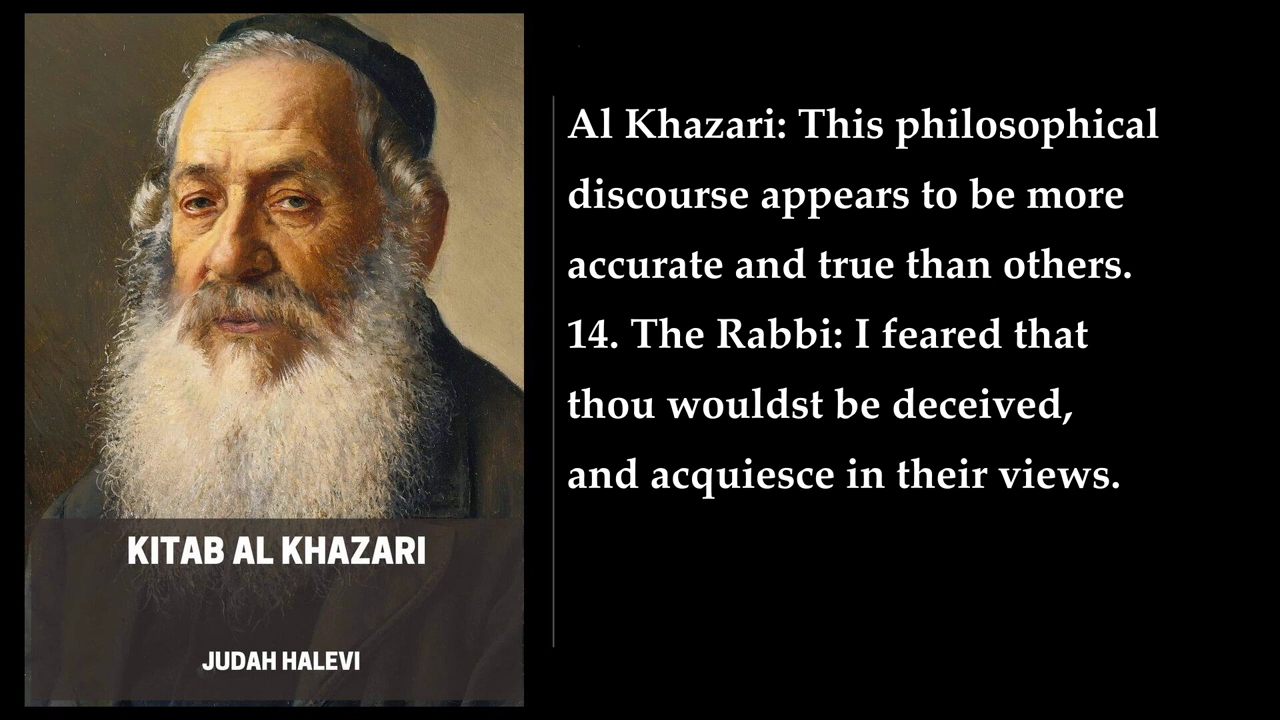 KITAB AL KHAZARI
JUDAH HALEVI
Al Khazari: This philosophical
discourse appears to be more
accurate and true than others.
14. The Rabbi: I feared that
thou wouldst be deceived,
and acquiesce in their views.